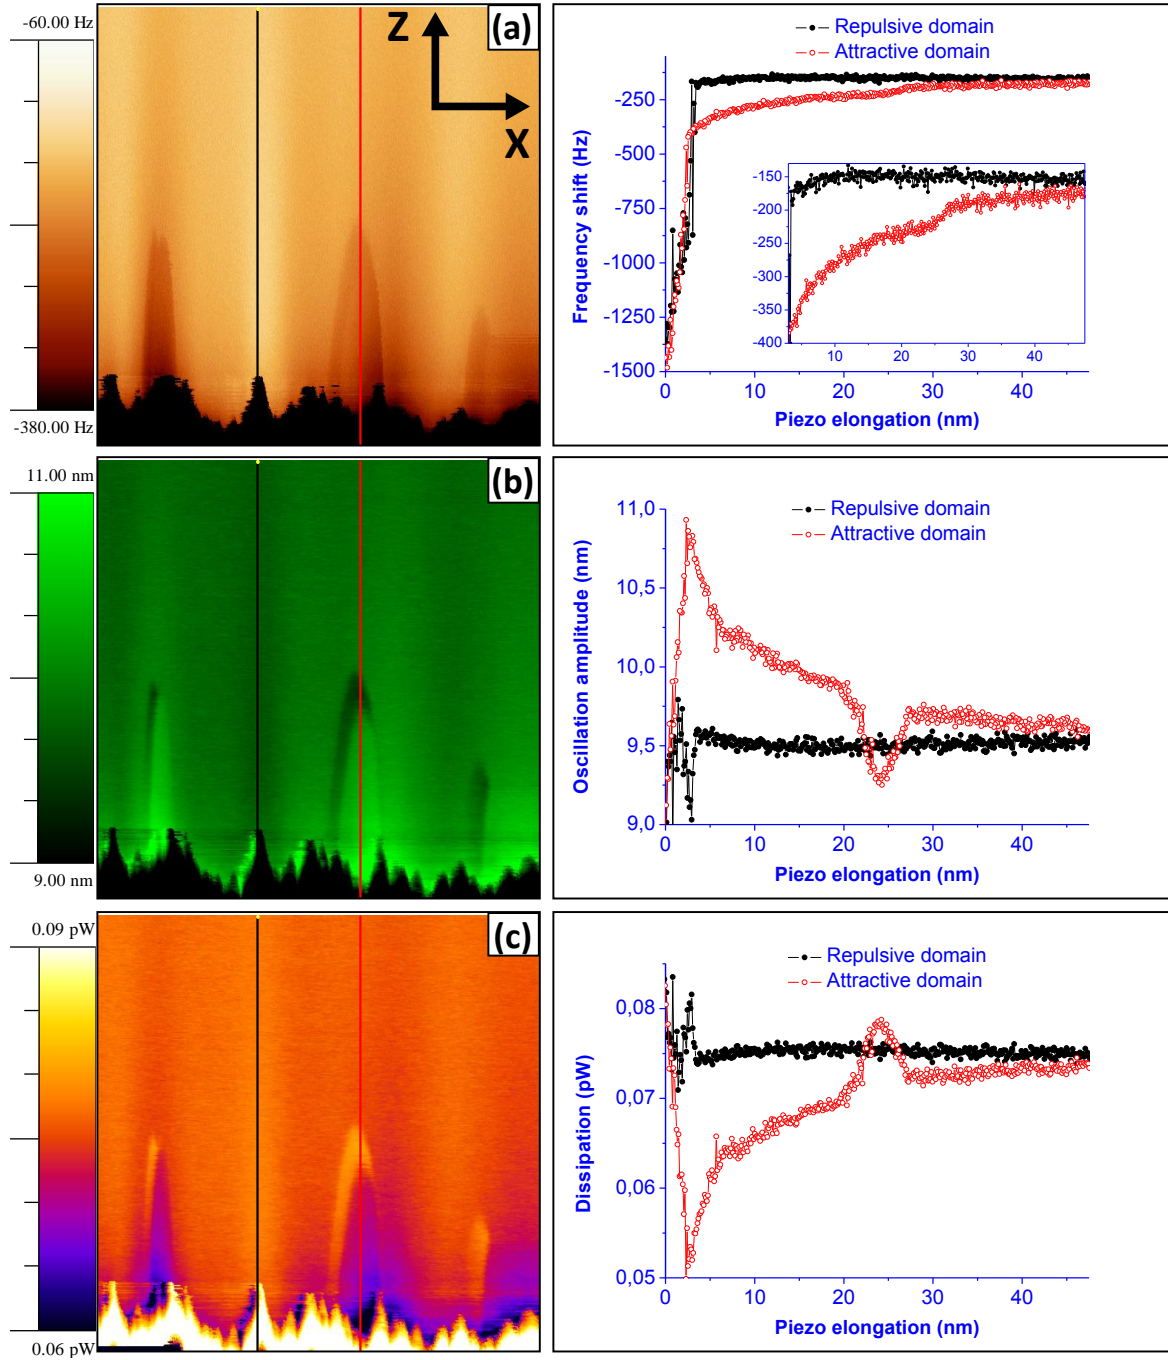 -60.00 Hz
-380.00 Hz
(a)
Z
X
Repulsive domain
Attractive domain
Frequency shift (Hz)
-250
-500
-750
-1000
-1250
-1500
0 10 20 30 40
Piezo elongation (nm)
-150
-200
-250
-300
-350
-400
10 20 30 40
11.00 nm
9.00 nm
(b)
Repulsive domain
Attractive domain
Oscillation amplitude (nm)
11,0
10,5
10,0
9,5
9,0
0 10 20 30 40
Piezo elongation (nm)
0.09 pW
0.06 pW
(c)
Repulsive domain
Attractive domain
Dissipation (pW)
0,08
0,07
0,06
0,05
0 10 20 30 40
Piezo elongation (nm)